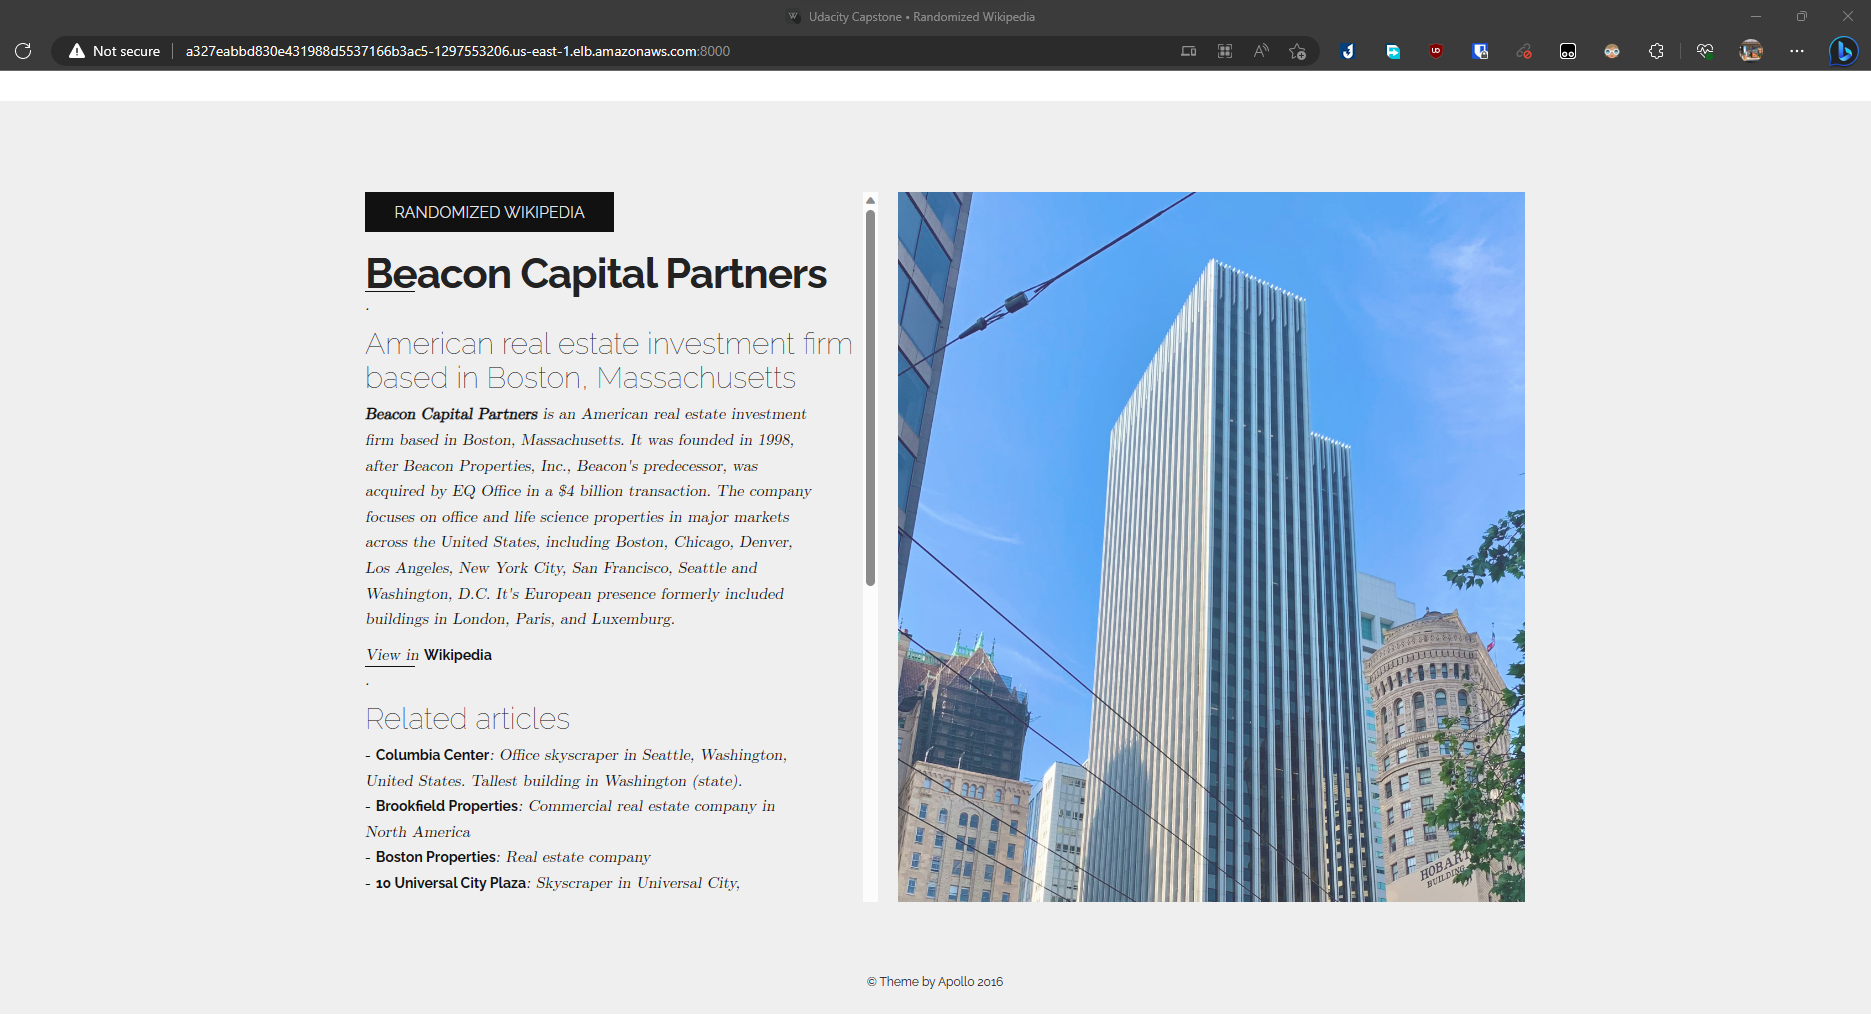 Udacity Capstone • Randomized Wikipedia
Not secure
a327eabbd830e431988d5537166b3ac5-1297553206.us-east-1.elb.amazonaws.com:8000
RANDOMIZED WIKIPEDIA
Beacon Capital Partners
.
American real estate investment firm
based in Boston, Massachusetts
Beacon Capital Partners is an American real estate investment
firm based in Boston, Massachusetts. It was founded in 1998,
after Beacon Properties, Inc., Beacon's predecessor, was
acquired by EQ Office in a $4 billion transaction. The company
focuses on office and life science properties in major markets
across the United States, including Boston, Chicago, Denver,
Los Angeles, New York City, San Francisco, Seattle and
Washington, D.C. It's European presence formerly included
buildings in London, Paris, and Luxemburg.
View in Wikipedia
.
Related articles
- Columbia Center: Office skyscraper in Seattle, Washington,
United States. Tallest building in Washington (state).
- Brookfield Properties: Commercial real estate company in
North America
- Boston Properties: Real estate company
- 10 Universal City Plaza: Skyscraper in Universal City,
HOBART
BUILDING
© Theme by Apollo 2016